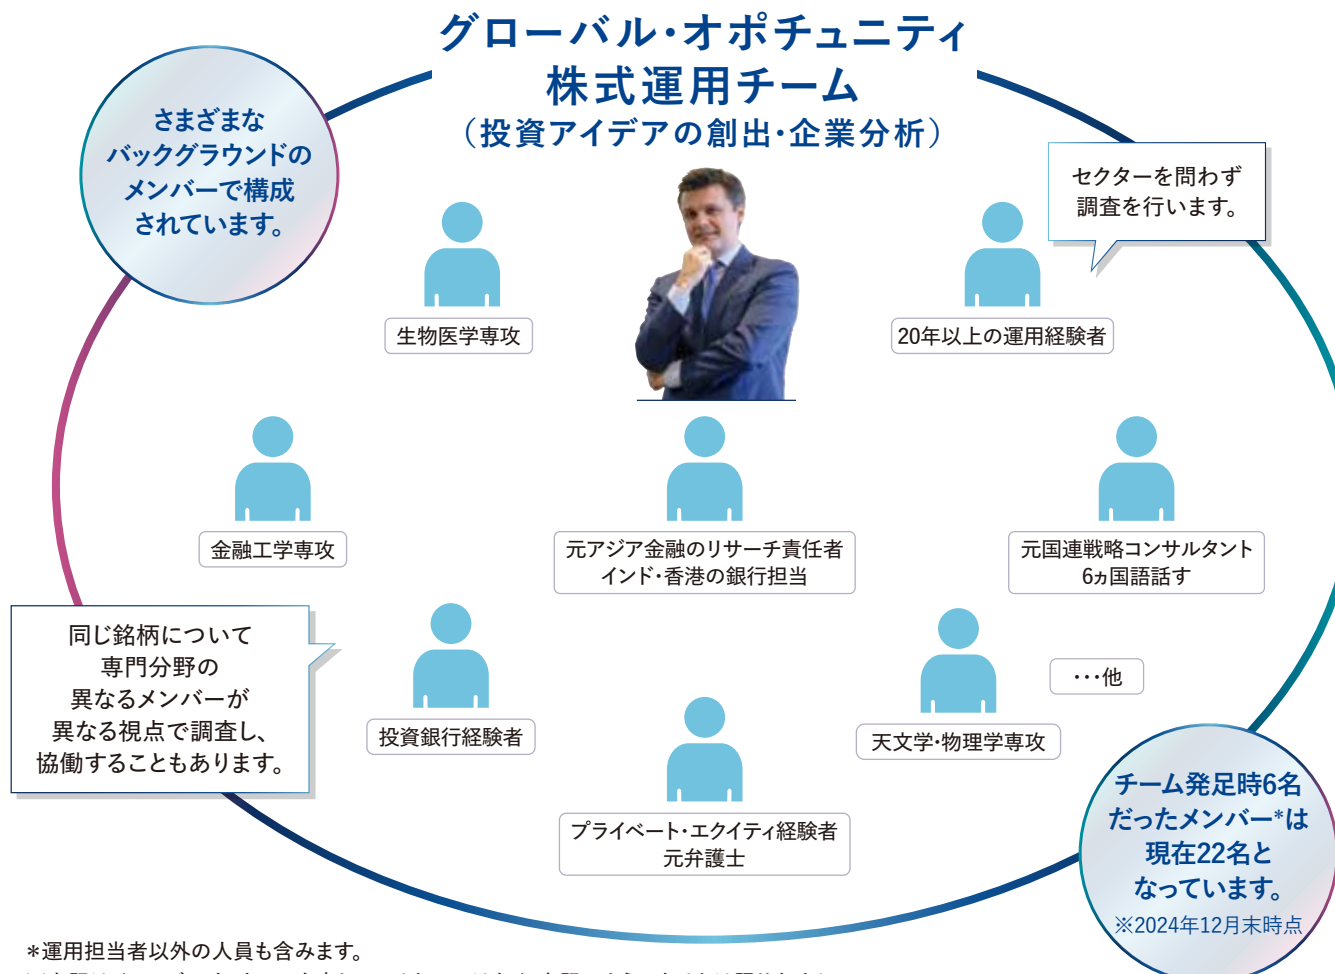 グローバル・オポチュニティ
株式運用チーム
（投資アイデアの創出・企業分析）
さまざまな
バックグラウンドの
メンバーで構成
されています。
セクターを問わず
調査を行います。
生物医学専攻
20年以上の運用経験者
金融工学専攻
元アジア金融のリサーチ責任者
インド・香港の銀行担当
元国連戦略コンサルタント
6ヵ国語話す
同じ銘柄について
専門分野の
異なるメンバーが
異なる視点で調査し、
協働することもあります。
投資銀行経験者
天文学・物理学専攻
･･･他
プライベート・エクイティ経験者
元弁護士
チーム発足時6名
だったメンバー*は
現在22名と
なっています。
※2024年12月末時点
＊運用担当者以外の人員も含みます。